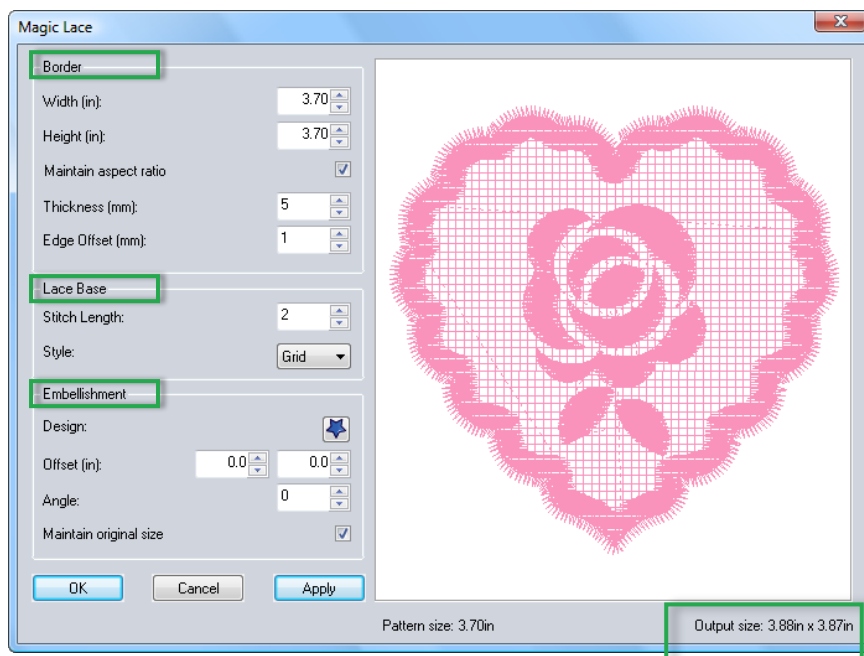 Magic Lace
X
Border
Width (in): 3.70
Height (in): 3.70
Maintain aspect ratio
Thickness (mm): 5
Edge Offset (mm): 1
Lace Base
Stitch Length: 2
Style: Grid
Embellishment
Design:
Offset (in): 0.0 0.0
Angle: 0
Maintain original size
OK Cancel Apply
Pattern size: 3.70in Output size: 3.88in x 3.87in